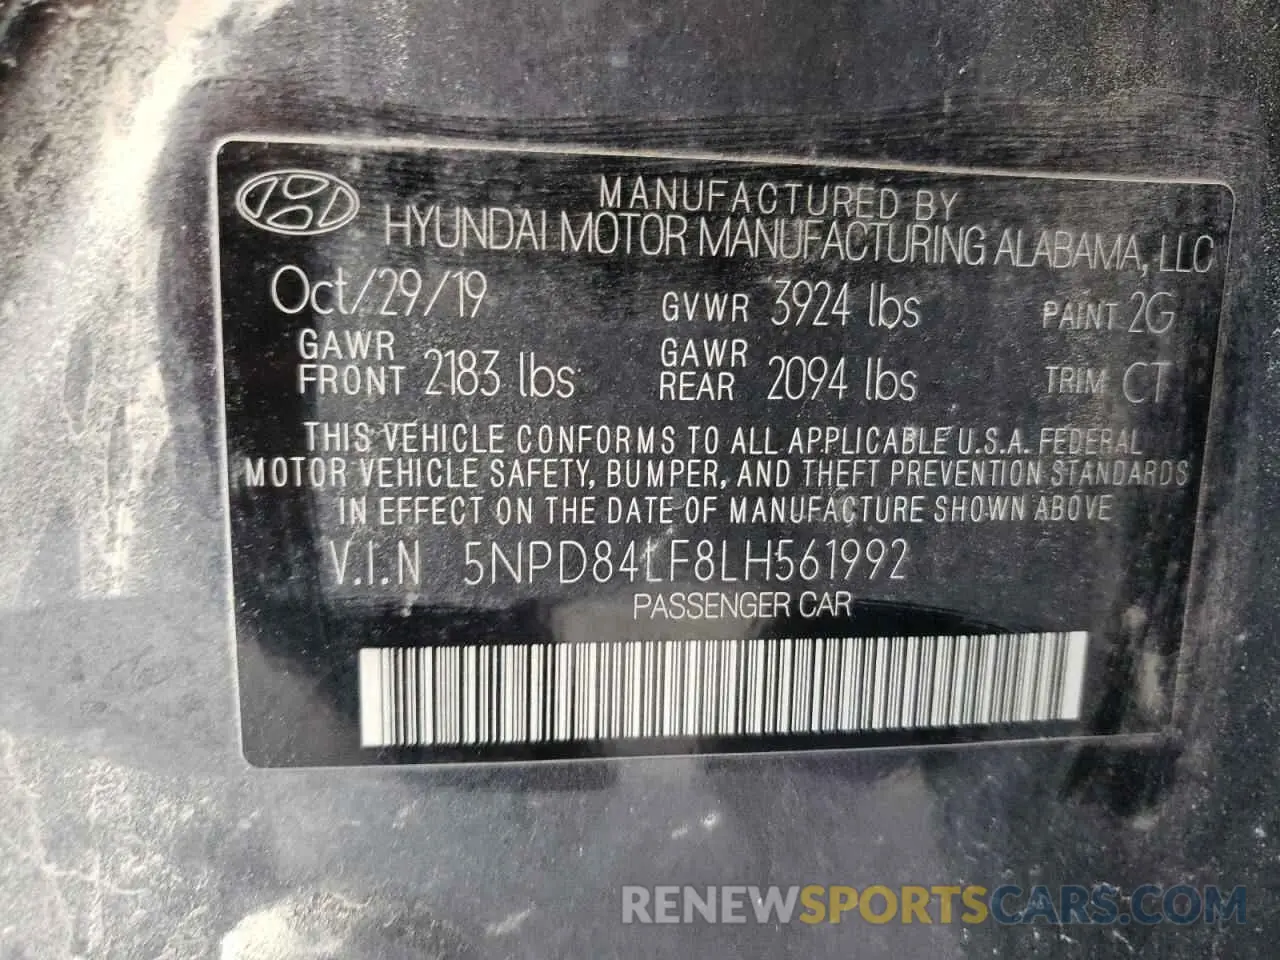 MANUFACTURED BY
HYUNDAI MOTOR MANUFACTURING ALABAMA, LLC
Oct/29/19 GVWR 3924 lbs PAINT 2G
GAWR FRONT 2183 lbs GAWR REAR 2094 lbs TRIM CT
THIS VEHICLE CONFORMS TO ALL APPLICABLE U.S.A. FEDERAL
MOTOR VEHICLE SAFETY, BUMPER, AND THEFT PREVENTION STANDARDS
IN EFFECT ON THE DATE OF MANUFACTURE SHOWN ABOVE
V.I.N 5NPD84LF8LH561992
PASSENGER CAR
RENEWSPORTSCARS.COM